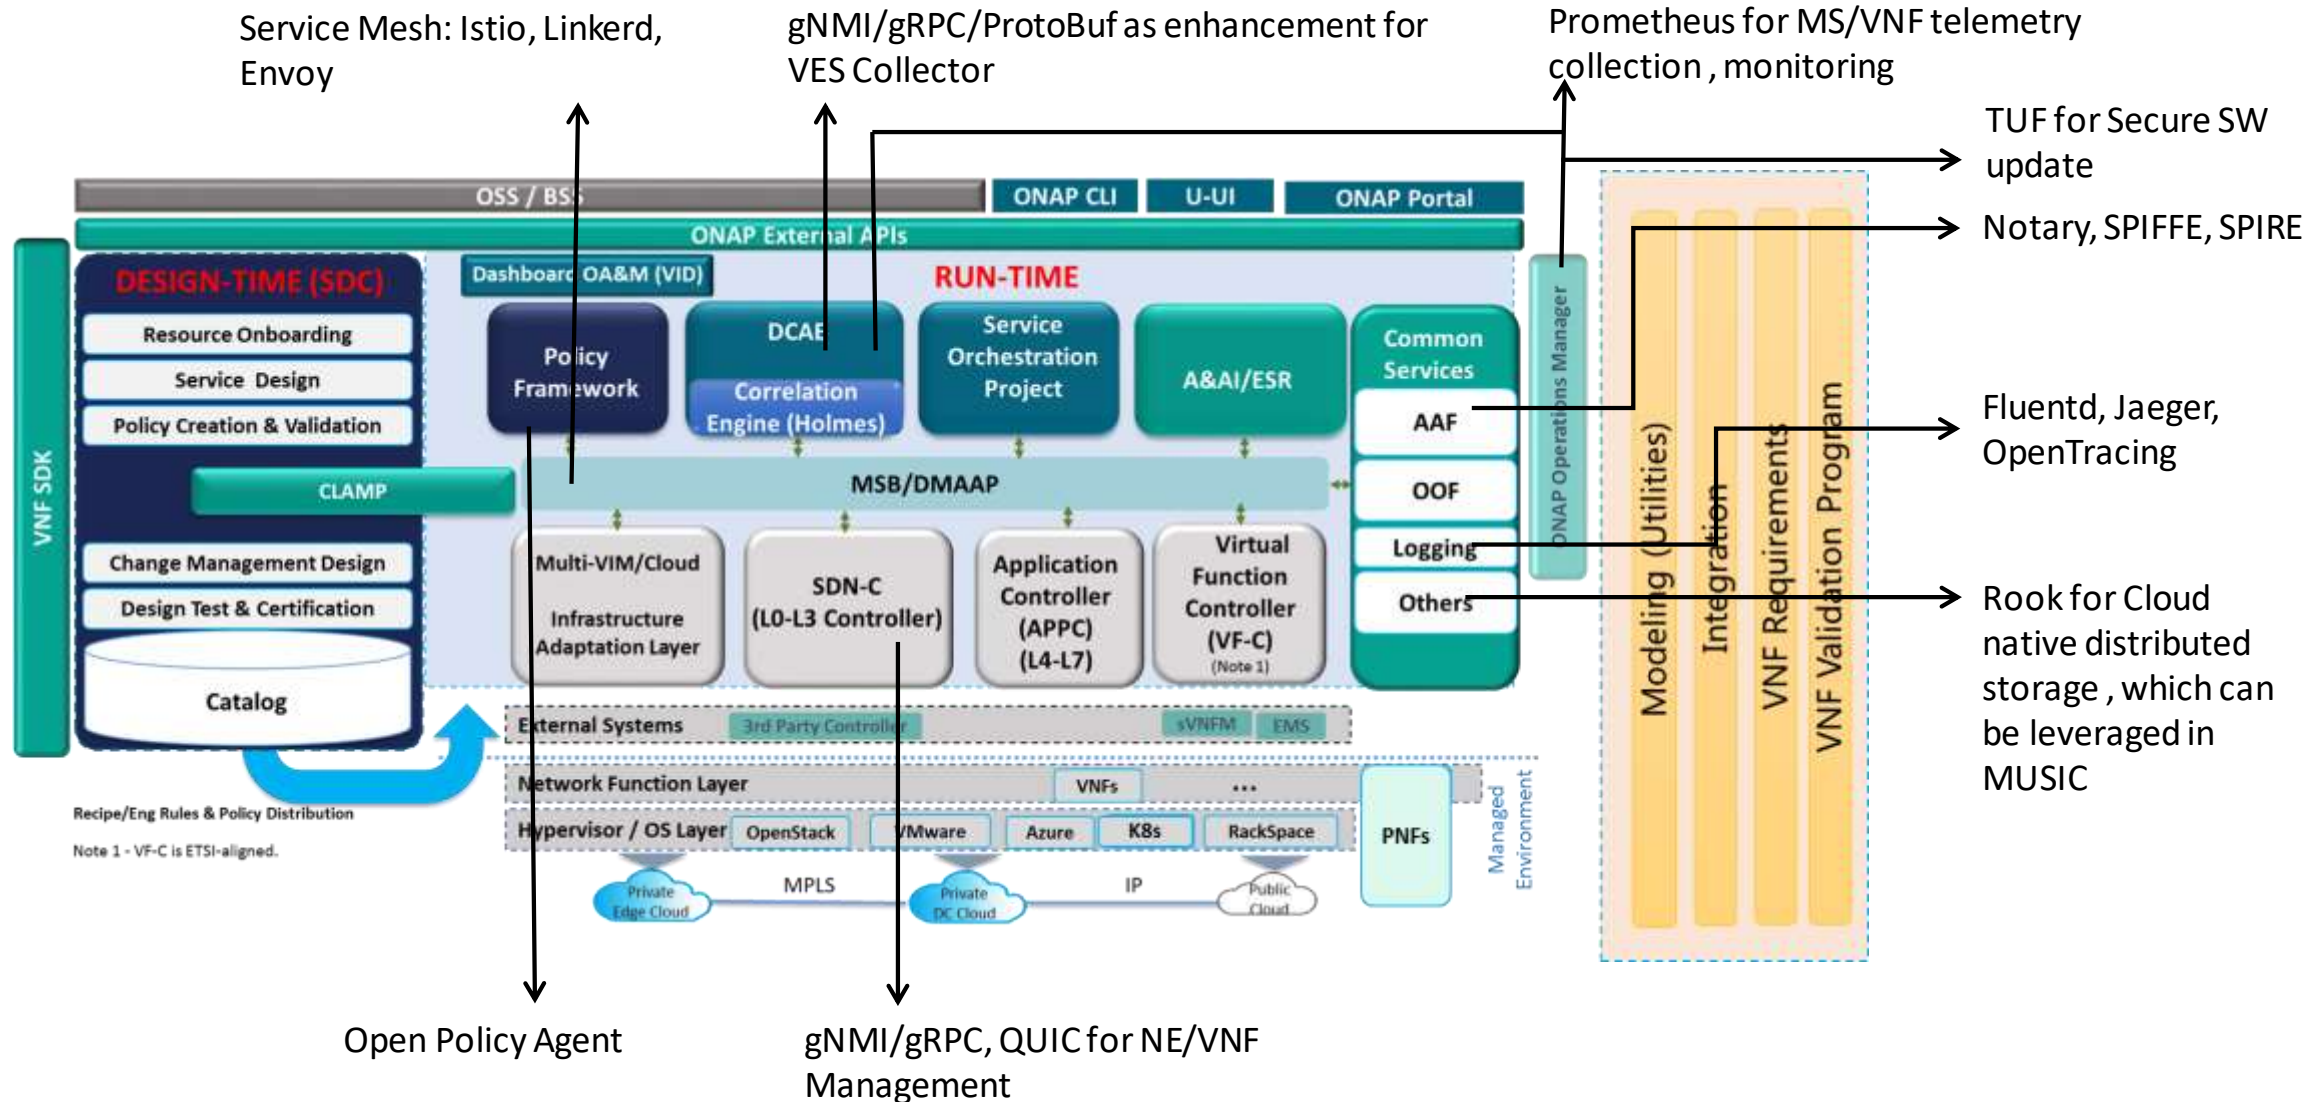 Service Mesh: Istio, Linkerd,
Envoy
gNMI/gRPC/ProtoBuf as enhancement for
VES Collector
Prometheus for MS/VNF telemetry
collection , monitoring
TUF for Secure SW
update
Notary, SPIFFE, SPIRE
Fluentd, Jaeger,
OpenTracing
Rook for Cloud
native distributed
storage , which can
be leveraged in
MUSIC
OSS / BSS
ONAP CLI
U-UI
ONAP Portal
ONAP External APIs
VNF SDK
DESIGN-TIME (SDC)
Resource Onboarding
Service Design
Policy Creation & Validation
CLAMP
Change Management Design
Design Test & Certification
Catalog
Dashboard OA&M (VID)
RUN-TIME
Policy
Framework
DCAE
Correlation
Engine (Holmes)
Service
Orchestration
Project
A&AI/ESR
MSB/DMAAP
Multi-VIM/Cloud
Infrastructure
Adaptation Layer
SDN-C
(L0-L3 Controller)
Application
Controller
(APPC)
(L4-L7)
Virtual
Function
Controller
(VF-C)
(Note 1)
Common
Services
AAF
OOF
Logging
Others
ONAP Operations Manager
Modeling (Utilities)
Integration
VNF Requirements
VNF Validation Program
External Systems
3rd Party Controller
sVNFM
EMS
Network Function Layer
VNFs
...
Hypervisor / OS Layer
OpenStack
VMware
Azure
K8s
RackSpace
PNFs
Managed
Environment
Private
Edge Cloud
MPLS
Private
DC Cloud
IP
Public
Cloud
Recipe/Eng Rules & Policy Distribution
Note 1 - VF-C is ETSI-aligned.
Open Policy Agent
gNMI/gRPC, QUIC for NE/VNF
Management